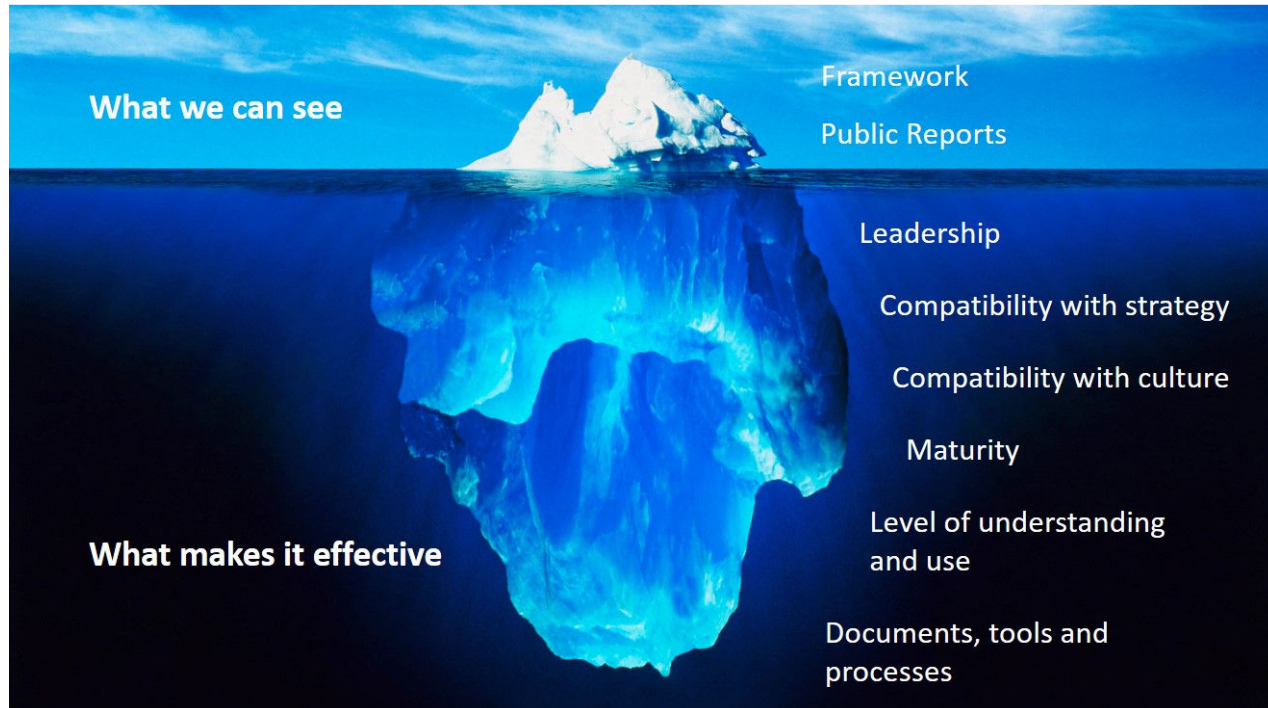 Framework
What we can see
Public Reports
Leadership
Compatibility with strategy
Compatibility with culture
Maturity
Level of understanding
and use
What makes it effective
Documents, tools and
processes